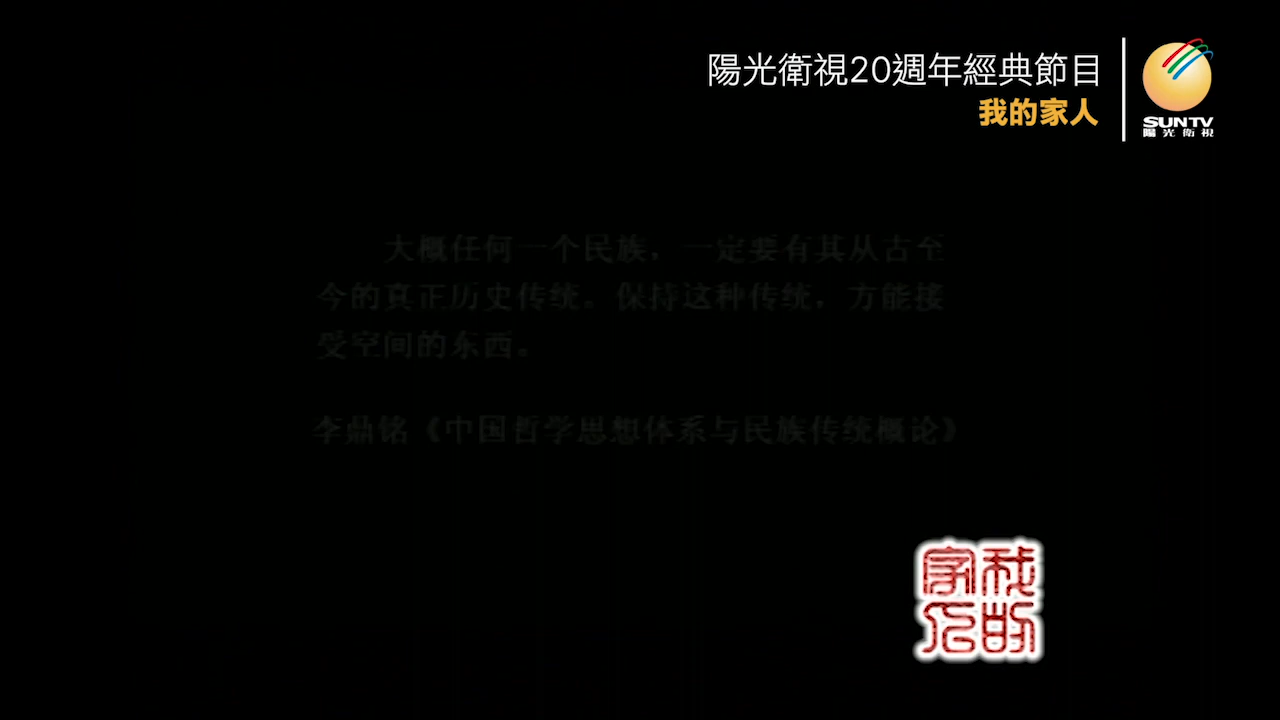 陽光衛視20週年經典節目
我的家人
SUNTV
陽光衛視
大概任何一个民族，一定要有其从古至
今的真正历史传统。保持这种传统，方能接
受空间的东西。
李鼎铭《中国哲学思想体系与民族传统概论》
我的
家人